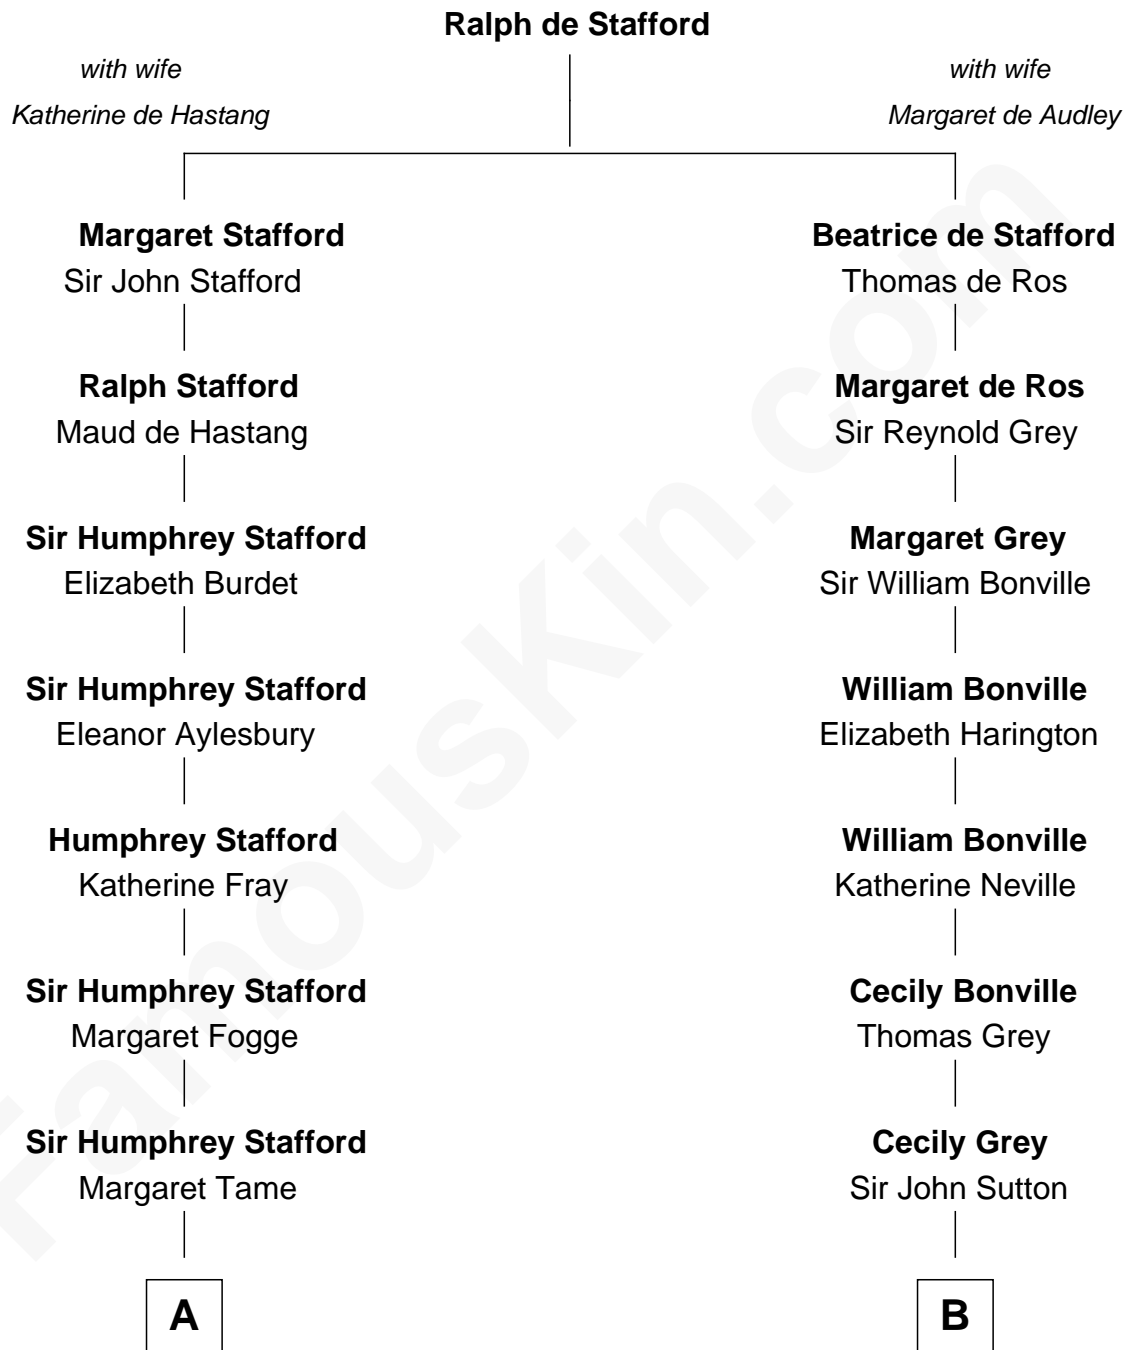 Ralph de Stafford
with wife
Katherine de Hastang
with wife
Margaret de Audley
Margaret Stafford
Sir John Stafford
Beatrice de Stafford
Thomas de Ros
Ralph Stafford
Maud de Hastang
Margaret de Ros
Sir Reynold Grey
Sir Humphrey Stafford
Elizabeth Burdet
Margaret Grey
Sir William Bonville
Sir Humphrey Stafford
Eleanor Aylesbury
William Bonville
Elizabeth Harington
Humphrey Stafford
Katherine Fray
William Bonville
Katherine Neville
Sir Humphrey Stafford
Margaret Fogge
Cecily Bonville
Thomas Grey
Sir Humphrey Stafford
Margaret Tame
Cecily Grey
Sir John Sutton
A
B
FamousKin.com